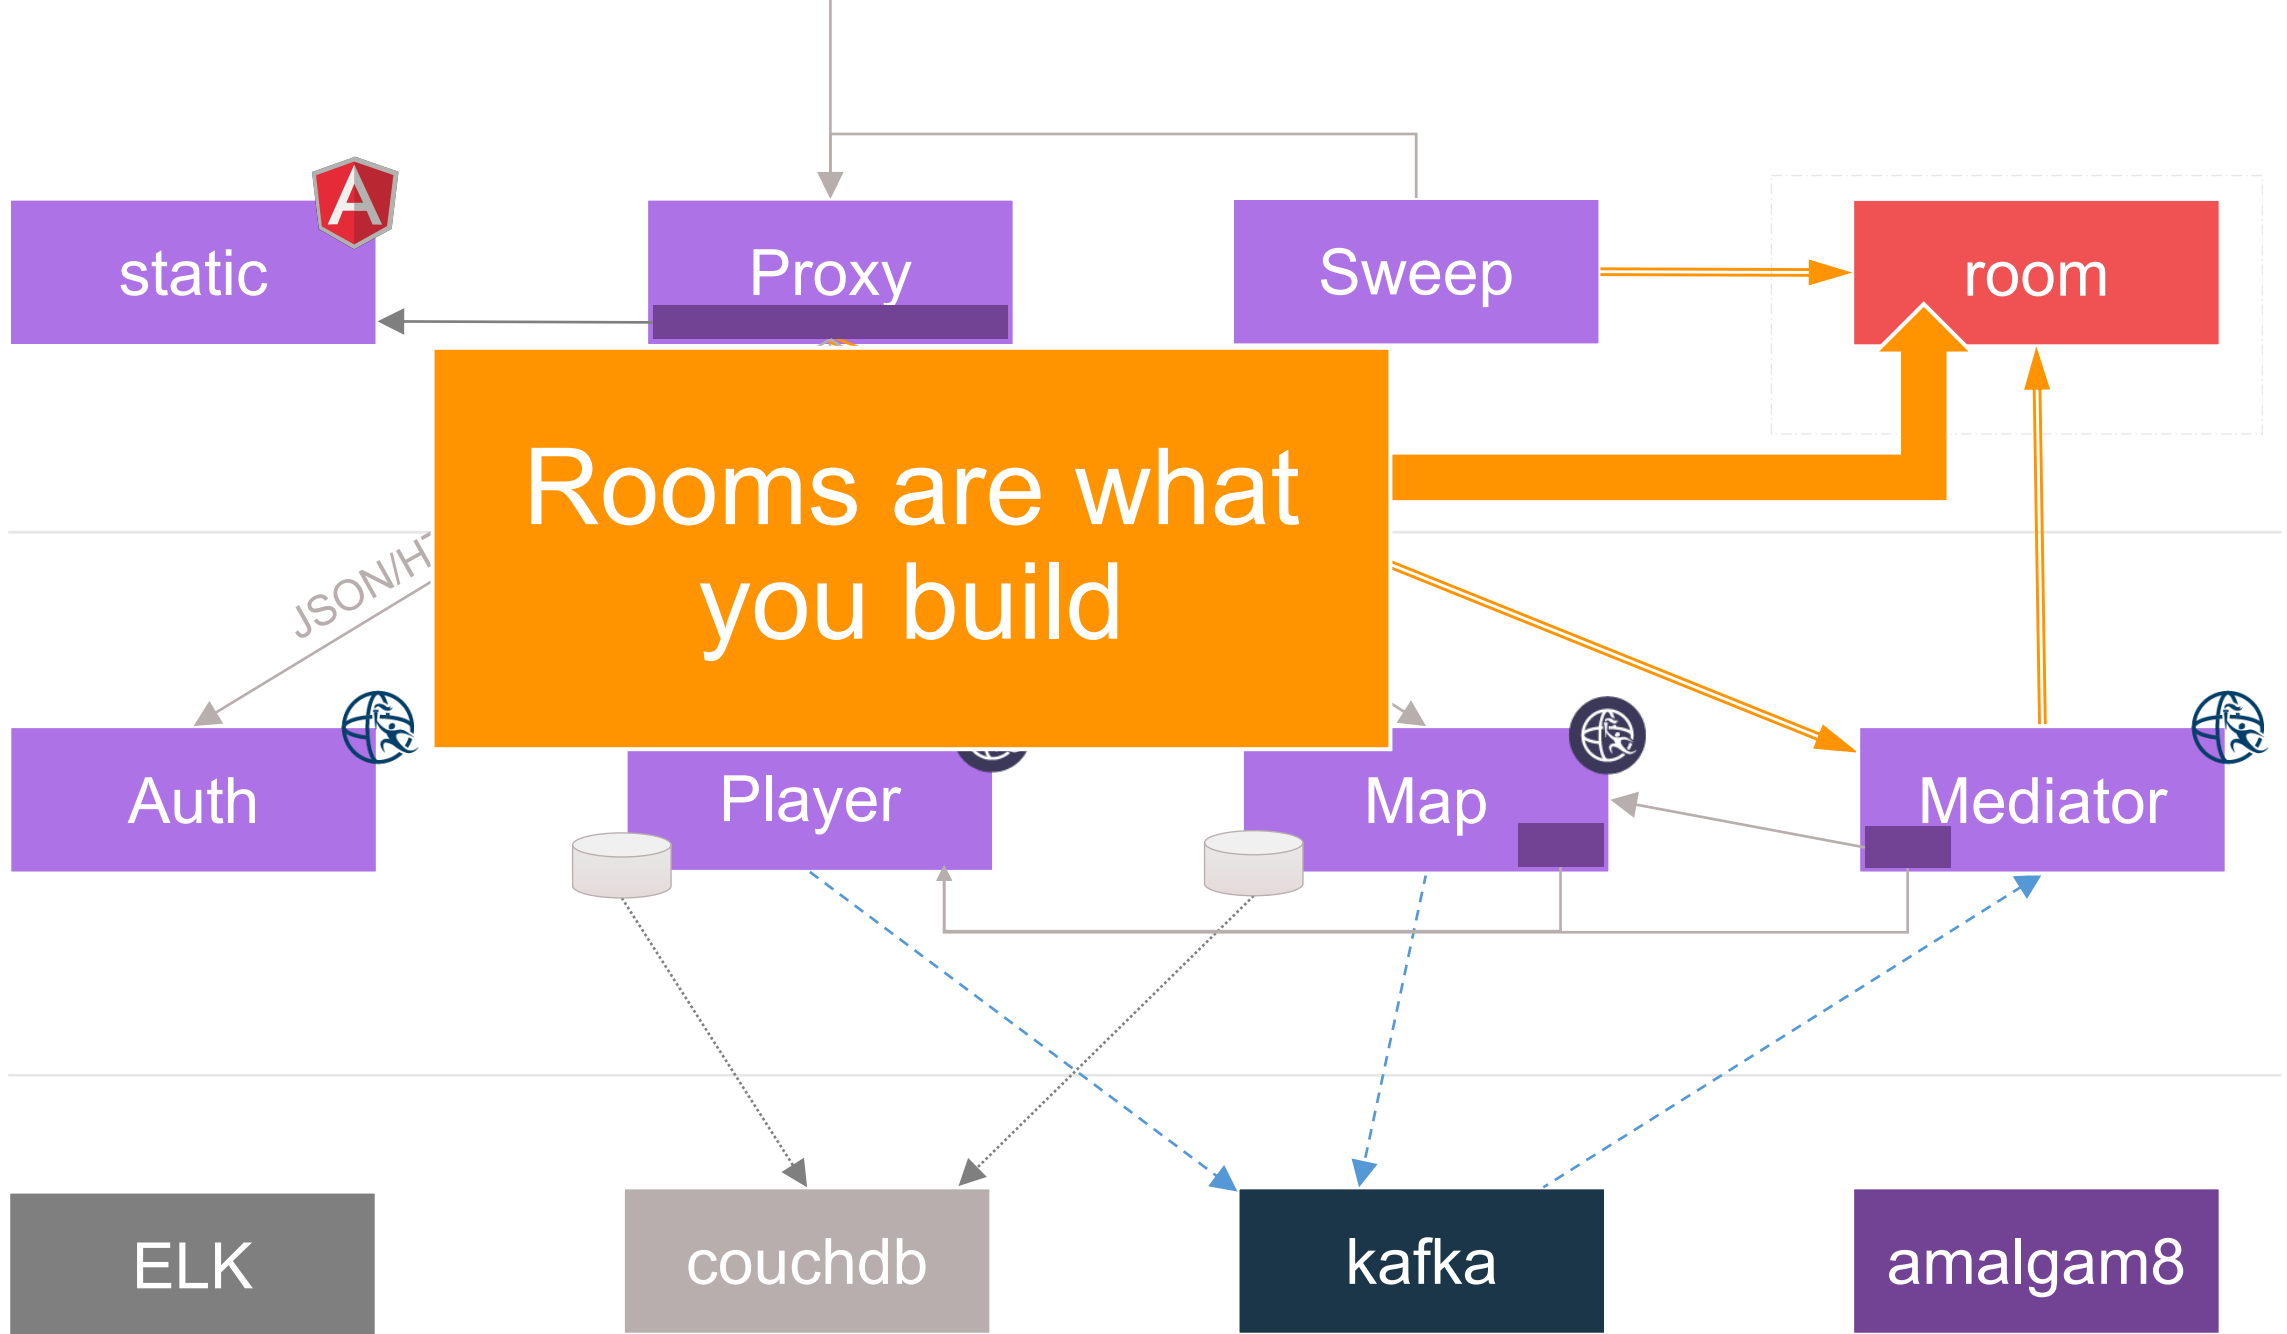 static
Proxy
Sweep
room
Rooms are what
you build
Auth
Player
Map
Mediator
ELK
couchdb
kafka
amalgam8